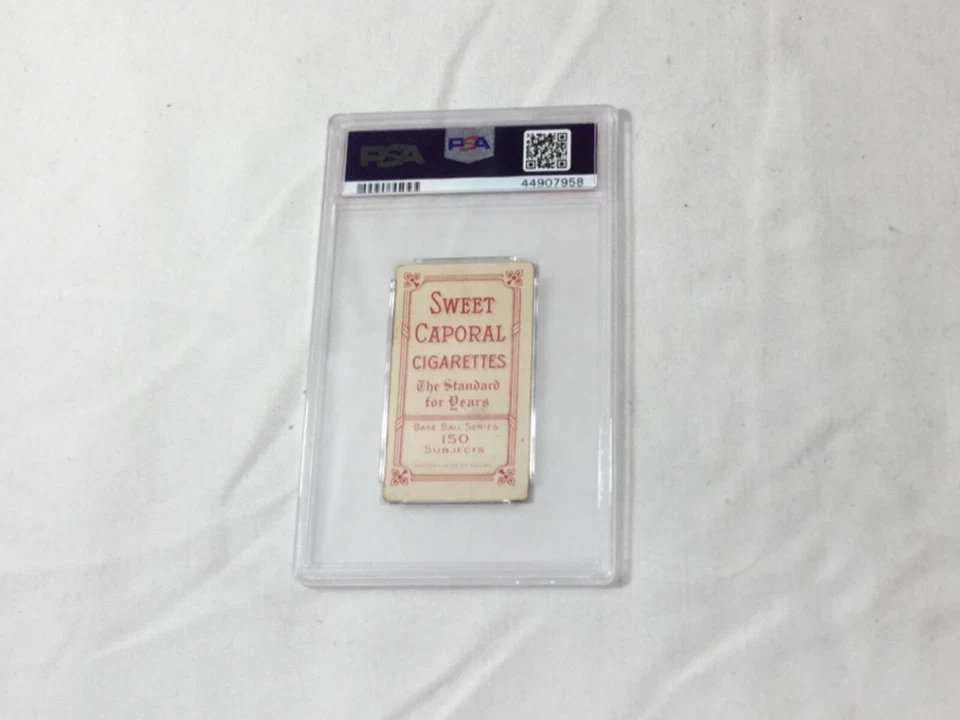 PSA
PSA
44907958
SWEET
CAPORAL
CIGARETTES
The Standard
for Years
BASE BALL SERIES
150
SUBJECTS